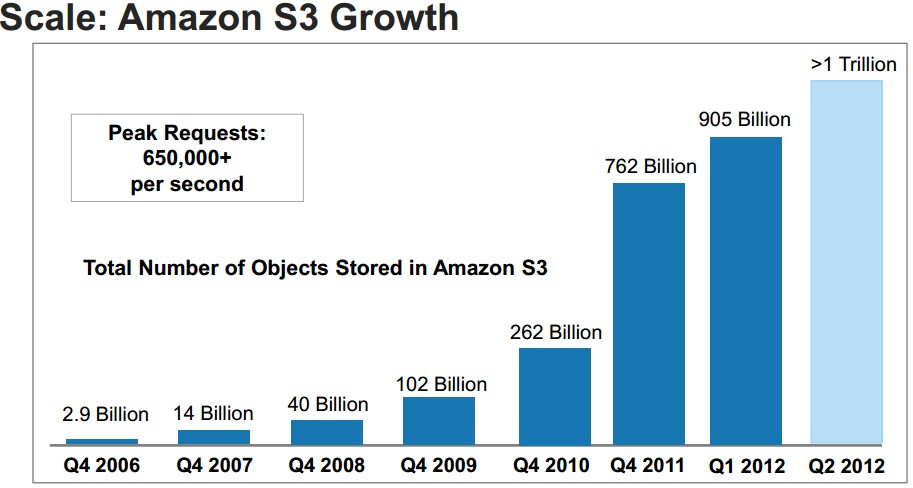 Scale: Amazon S3 Growth
>1 Trillion
Peak Requests:
650,000+
per second
905 Billion
762 Billion
Total Number of Objects Stored in Amazon S3
262 Billion
102 Billion
40 Billion
14 Billion
2.9 Billion
Q4 2006 Q4 2007 Q4 2008 Q4 2009 Q4 2010 Q4 2011 Q1 2012 Q2 2012